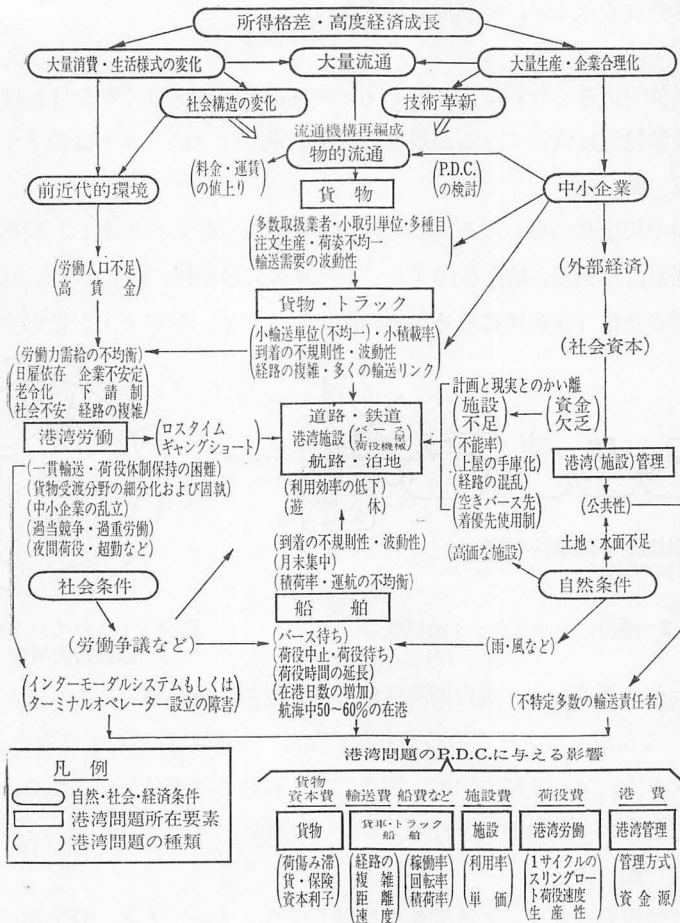 所得格差・高度経済成長
大量消費・生活様式の変化
大量流通
大量生産・企業合理化
社会構造の変化
技術革新
流通機構再編成
物的流通
(料金・運賃
の値上り)
(P.D.C.
の検討)
前近代的環境
貨物
中小企業
(多数取扱業者・小取引単位・多種目
注文生産・荷姿不均一
輸送需要の波動性)
(労働人口不足
高賃金)
(外部経済)
貨物・トラック
(小輸送単位(不均一)・小積載率
到着の不規則性・波動性
経路の複雑・多くの輸送リンク)
(社会資本)
(労働力需給の不均衡)
日雇依存 企業不安定
老令化 下請制
社会不安 経路の複雑
計画と現実とのかい離
(施設
不足)
(資金
欠乏)
道路・鉄道
港湾施設(バース
上屋
荷役機械)
航路・泊地
港湾労働
(ロスタイム
ギャングショート)
(不能率)
(上屋の手庫化)
(経路の混乱)
(空きバース先
着優先使用制)
港湾(施設)管理
(一貫輸送・荷役体制保持の困難)
(貨物受渡分野の細分化および固執)
(中小企業の乱立)
(過当競争・過重労働)
(夜間荷役・超勤など)
(利用効率の低下)
(遊休)
(公共性)
(到着の不規則性・波動性)
(月末集中)
(積荷率・運航の不均衡)
土地・水面不足
(高価な施設)
社会条件
船舶
自然条件
(労働争議など)
(バース待ち)
(荷役中止・荷役待ち)
(荷役時間の延長)
(在港日数の増加)
航海中50〜60%の在港
(雨・風など)
(インターモーダルシステムもしくは
ターミナルオペレーター設立の障害)
(不特定多数の輸送責任者)
港湾問題のP.D.C.に与える影響
凡例
自然・社会・経済条件
港湾問題所在要素
( )港湾問題の種類
貨物
資本費
輸送費
船費など
施設費
荷役費
港費
貨物
貨車・トラック
船舶
施設
港湾労働
港湾管理
(荷傷み滞
貨・保険
資本利子)
(経路の
複雑
距離
速度)
(稼働率
回転率
積荷率)
(利用率
単価)
(1サイクルの
スリングロー
ト荷役速度
生産性)
(管理方式
資金源)